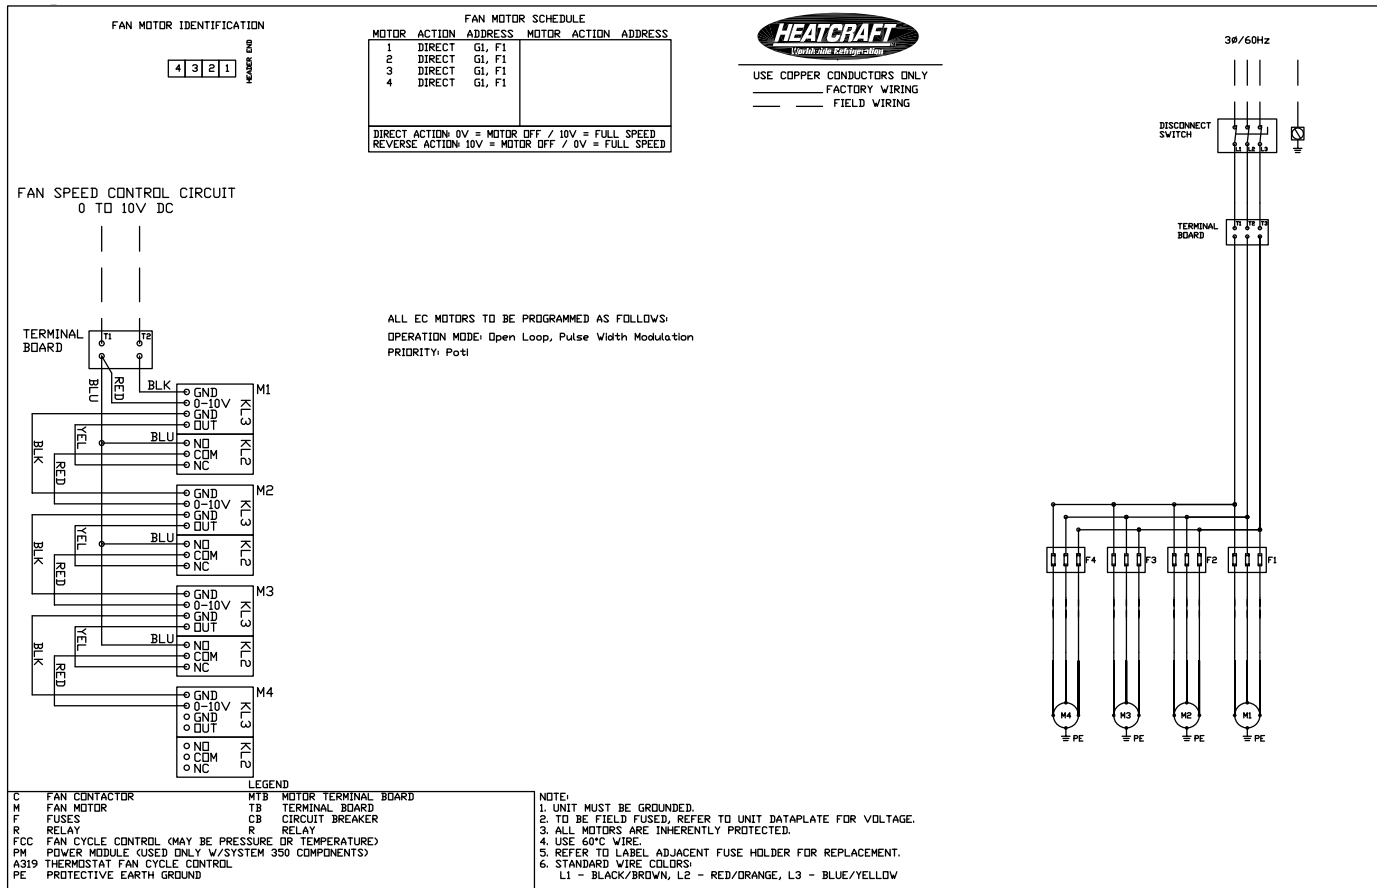 FAN MOTOR IDENTIFICATION
4 3 2 1
HEADER END
FAN MOTOR SCHEDULE
MOTOR ACTION ADDRESS MOTOR ACTION ADDRESS
1 DIRECT G1, F1
2 DIRECT G1, F1
3 DIRECT G1, F1
4 DIRECT G1, F1
DIRECT ACTION: 0V = MOTOR OFF / 10V = FULL SPEED
REVERSE ACTION: 10V = MOTOR OFF / 0V = FULL SPEED
HEATCRAFT
Worldwide Refrigeration
USE COPPER CONDUCTORS ONLY
FACTORY WIRING
FIELD WIRING
3ø/60Hz
DISCONNECT
SWITCH
L1 L2 L3
TERMINAL
BOARD
T1 T2 T3
FAN SPEED CONTROL CIRCUIT
0 TO 10V DC
TERMINAL
BOARD
T1 T2
ALL EC MOTORS TO BE PROGRAMMED AS FOLLOWS:
OPERATION MODE: Open Loop, Pulse Width Modulation
PRIORITY: Poti
BLU
RED
BLK
M1
GND
0-10V
GND
OUT
KL3
YEL
BLU
NO
COM
NC
KL2
BLK
RED
M2
GND
0-10V
GND
OUT
KL3
YEL
BLU
NO
COM
NC
KL2
BLK
RED
M3
GND
0-10V
GND
OUT
KL3
YEL
BLU
NO
COM
NC
KL2
BLK
RED
M4
GND
0-10V
GND
OUT
KL3
NO
COM
NC
KL2
F4 F3 F2 F1
M4 M3 M2 M1
PE PE PE PE
LEGEND
C FAN CONTACTOR
M FAN MOTOR
F FUSES
R RELAY
FCC FAN CYCLE CONTROL (MAY BE PRESSURE OR TEMPERATURE)
PM POWER MODULE (USED ONLY W/SYSTEM 350 COMPONENTS)
A319 THERMOSTAT FAN CYCLE CONTROL
PE PROTECTIVE EARTH GROUND
MTB MOTOR TERMINAL BOARD
TB TERMINAL BOARD
CB CIRCUIT BREAKER
R RELAY
NOTE:
1. UNIT MUST BE GROUNDED.
2. TO BE FIELD FUSED, REFER TO UNIT DATAPLATE FOR VOLTAGE.
3. ALL MOTORS ARE INHERENTLY PROTECTED.
4. USE 60°C WIRE.
5. REFER TO LABEL ADJACENT FUSE HOLDER FOR REPLACEMENT.
6. STANDARD WIRE COLORS:
L1 - BLACK/BROWN, L2 - RED/ORANGE, L3 - BLUE/YELLOW